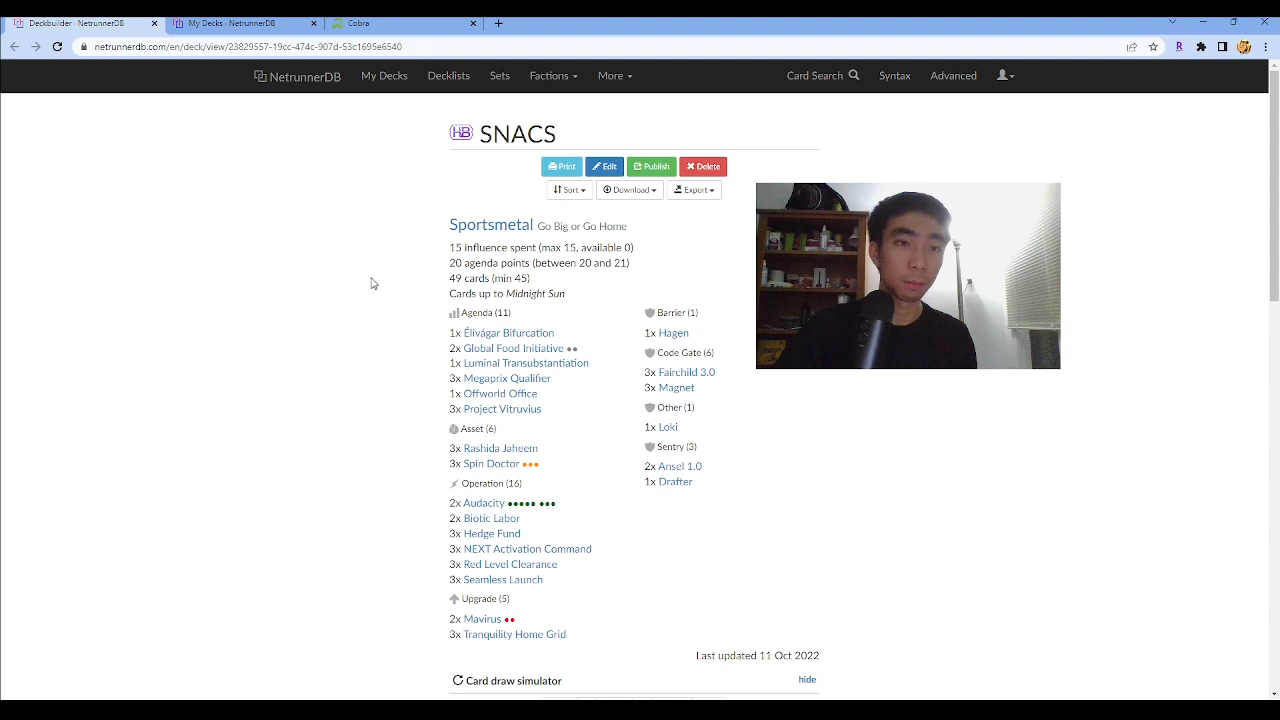 Deckbuilder - NetrunnerDB
My Decks - NetrunnerDB
Cobra
netrunnerdb.com/en/deck/view/23829557-19cc-474c-907d-53c1695e6540
NetrunnerDB My Decks Decklists Sets Factions More Card Search Syntax Advanced
HB SNACS
Print Edit Publish Delete
Sort Download Export
Sportsmetal Go Big or Go Home
15 influence spent (max 15, available 0)
20 agenda points (between 20 and 21)
49 cards (min 45)
Cards up to Midnight Sun
Agenda (11)
1x Élivágar Bifurcation
2x Global Food Initiative ●●
1x Luminal Transubstantiation
3x Megaprix Qualifier
1x Offworld Office
3x Project Vitruvius
Asset (6)
3x Rashida Jaheem
3x Spin Doctor ●●●
Operation (16)
2x Audacity ●●●●● ●●●
2x Biotic Labor
3x Hedge Fund
3x NEXT Activation Command
3x Red Level Clearance
3x Seamless Launch
Upgrade (5)
2x Mavirus ●●
3x Tranquility Home Grid
Barrier (1)
1x Hagen
Code Gate (6)
3x Fairchild 3.0
3x Magnet
Other (1)
1x Loki
Sentry (3)
2x Ansel 1.0
1x Drafter
Last updated 11 Oct 2022
Card draw simulator
hide